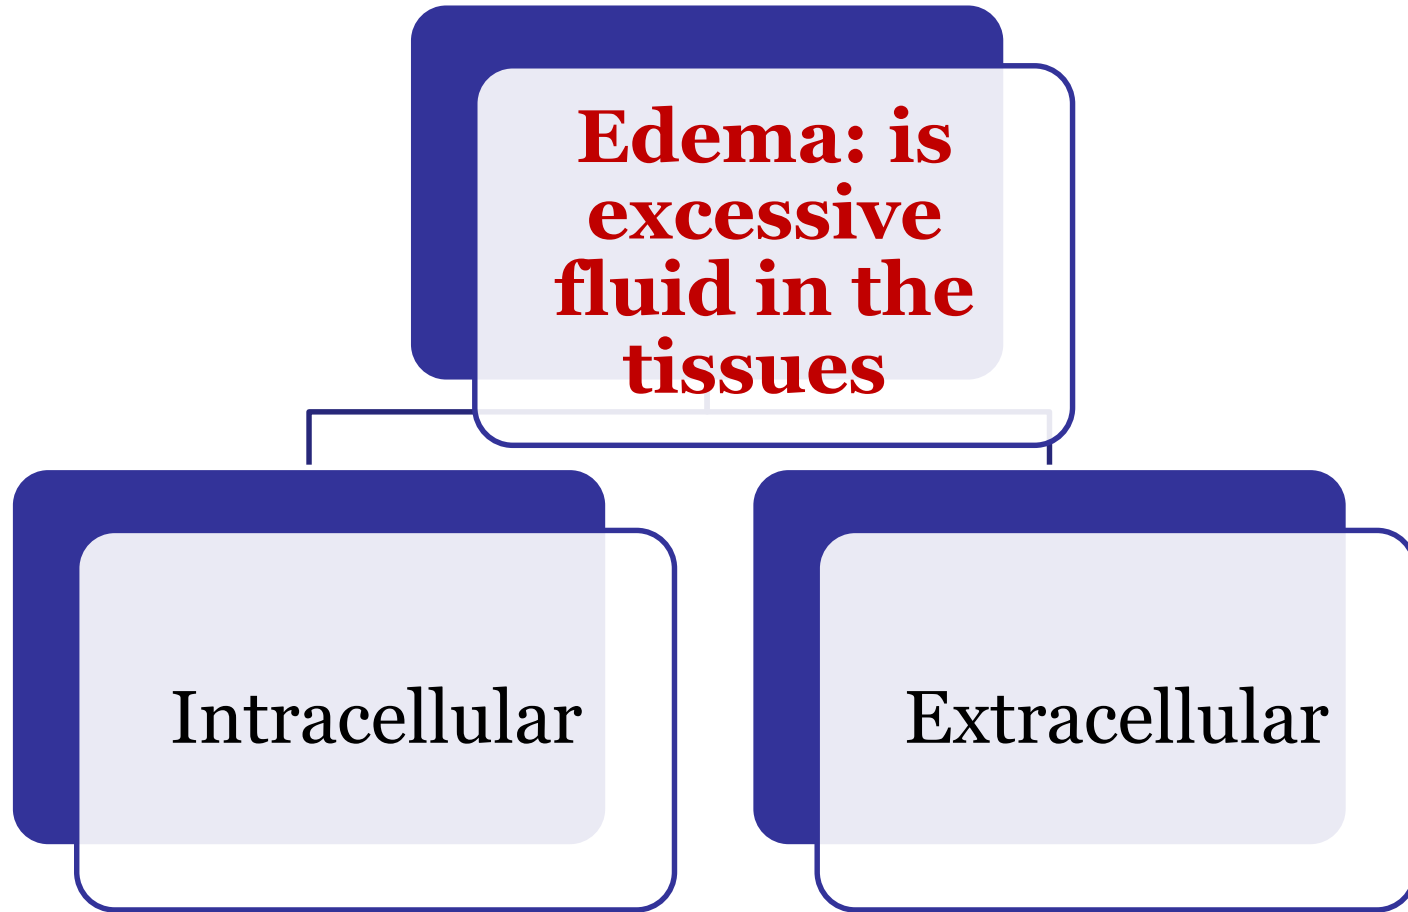 Edema: is
excessive
fluid in the
tissues
Intracellular
Extracellular